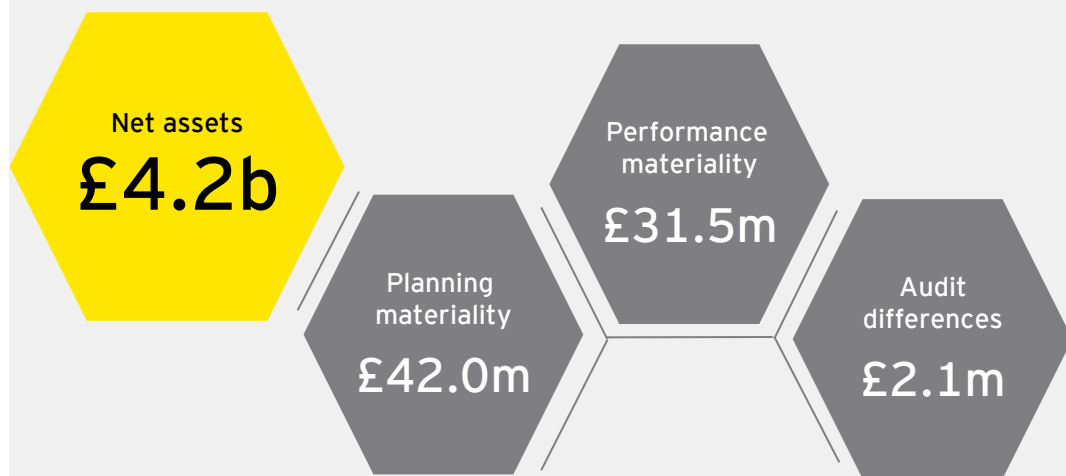 Net assets
£4.2b
Planning
materiality
£42.0m
Performance
materiality
£31.5m
Audit
differences
£2.1m